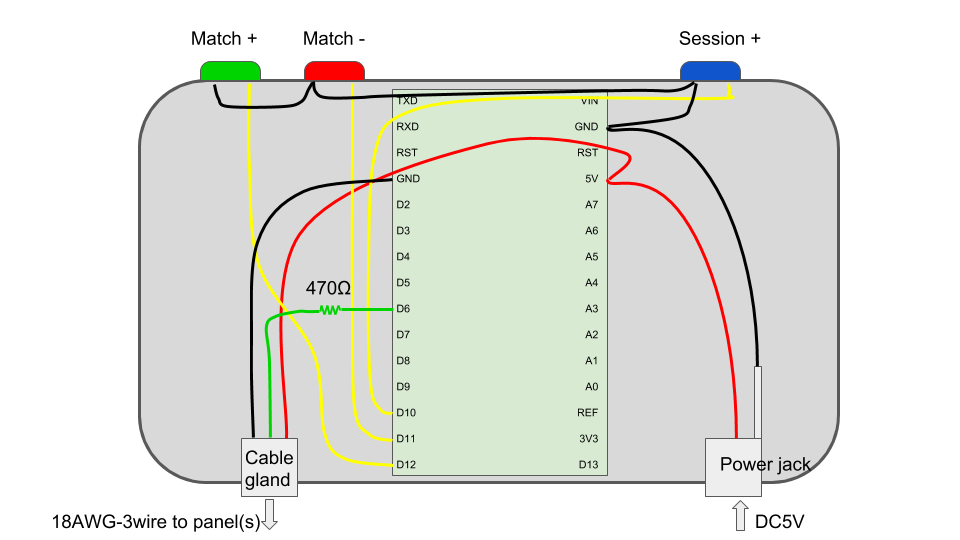 Match +
Match -
Session +
TXD
VIN
RXD
GND
RST
RST
GND
5V
D2
A7
D3
A6
D4
A5
D5
A4
470Ω
D6
A3
D7
A2
D8
A1
D9
A0
D10
REF
D11
3V3
D12
D13
Cable
gland
Power jack
18AWG-3wire to panel(s)
DC5V